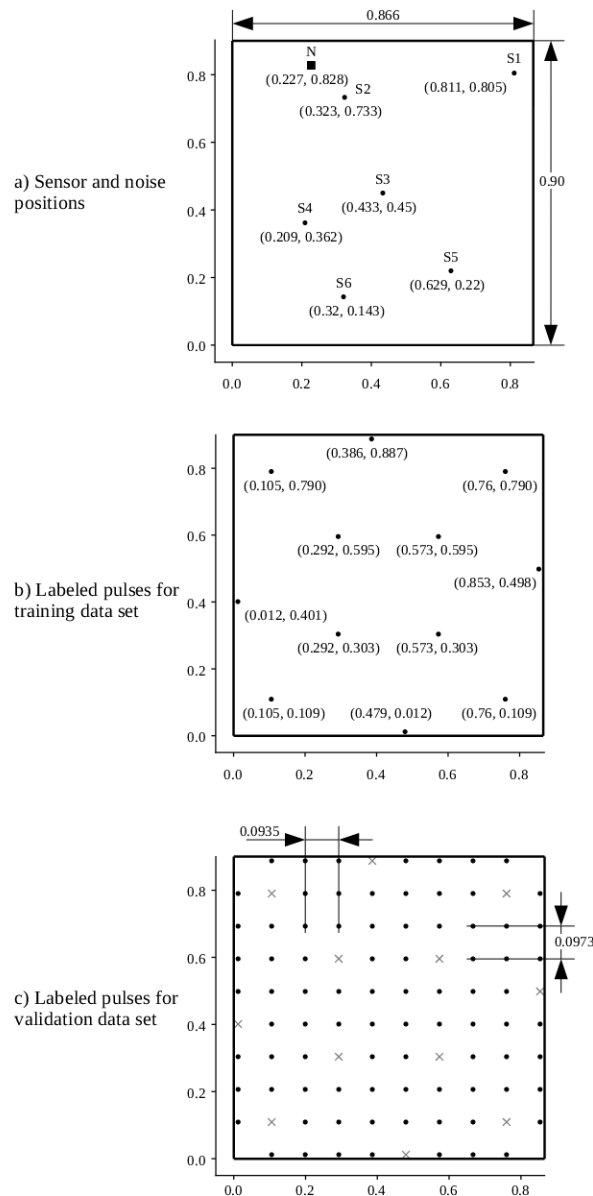 0.866
N
S1
0.8
(0.227, 0.828)
S2
(0.811, 0.805)
(0.323, 0.733)
0.6
a) Sensor and noise
positions
S3
0.90
0.4
S4
(0.433, 0.45)
(0.209, 0.362)
S5
0.2
S6
(0.629, 0.22)
(0.32, 0.143)
0.0
0.0 0.2 0.4 0.6 0.8
(0.386, 0.887)
0.8
(0.105, 0.790) (0.76, 0.790)
0.6
(0.292, 0.595) (0.573, 0.595)
(0.853, 0.498)
b) Labeled pulses for
training data set
0.4
(0.012, 0.401)
(0.292, 0.303) (0.573, 0.303)
0.2
(0.105, 0.109) (0.479, 0.012) (0.76, 0.109)
0.0
0.0 0.2 0.4 0.6 0.8
0.0935
0.8
0.0973
0.6
c) Labeled pulses for
validation data set
0.4
0.2
0.0
0.0 0.2 0.4 0.6 0.8